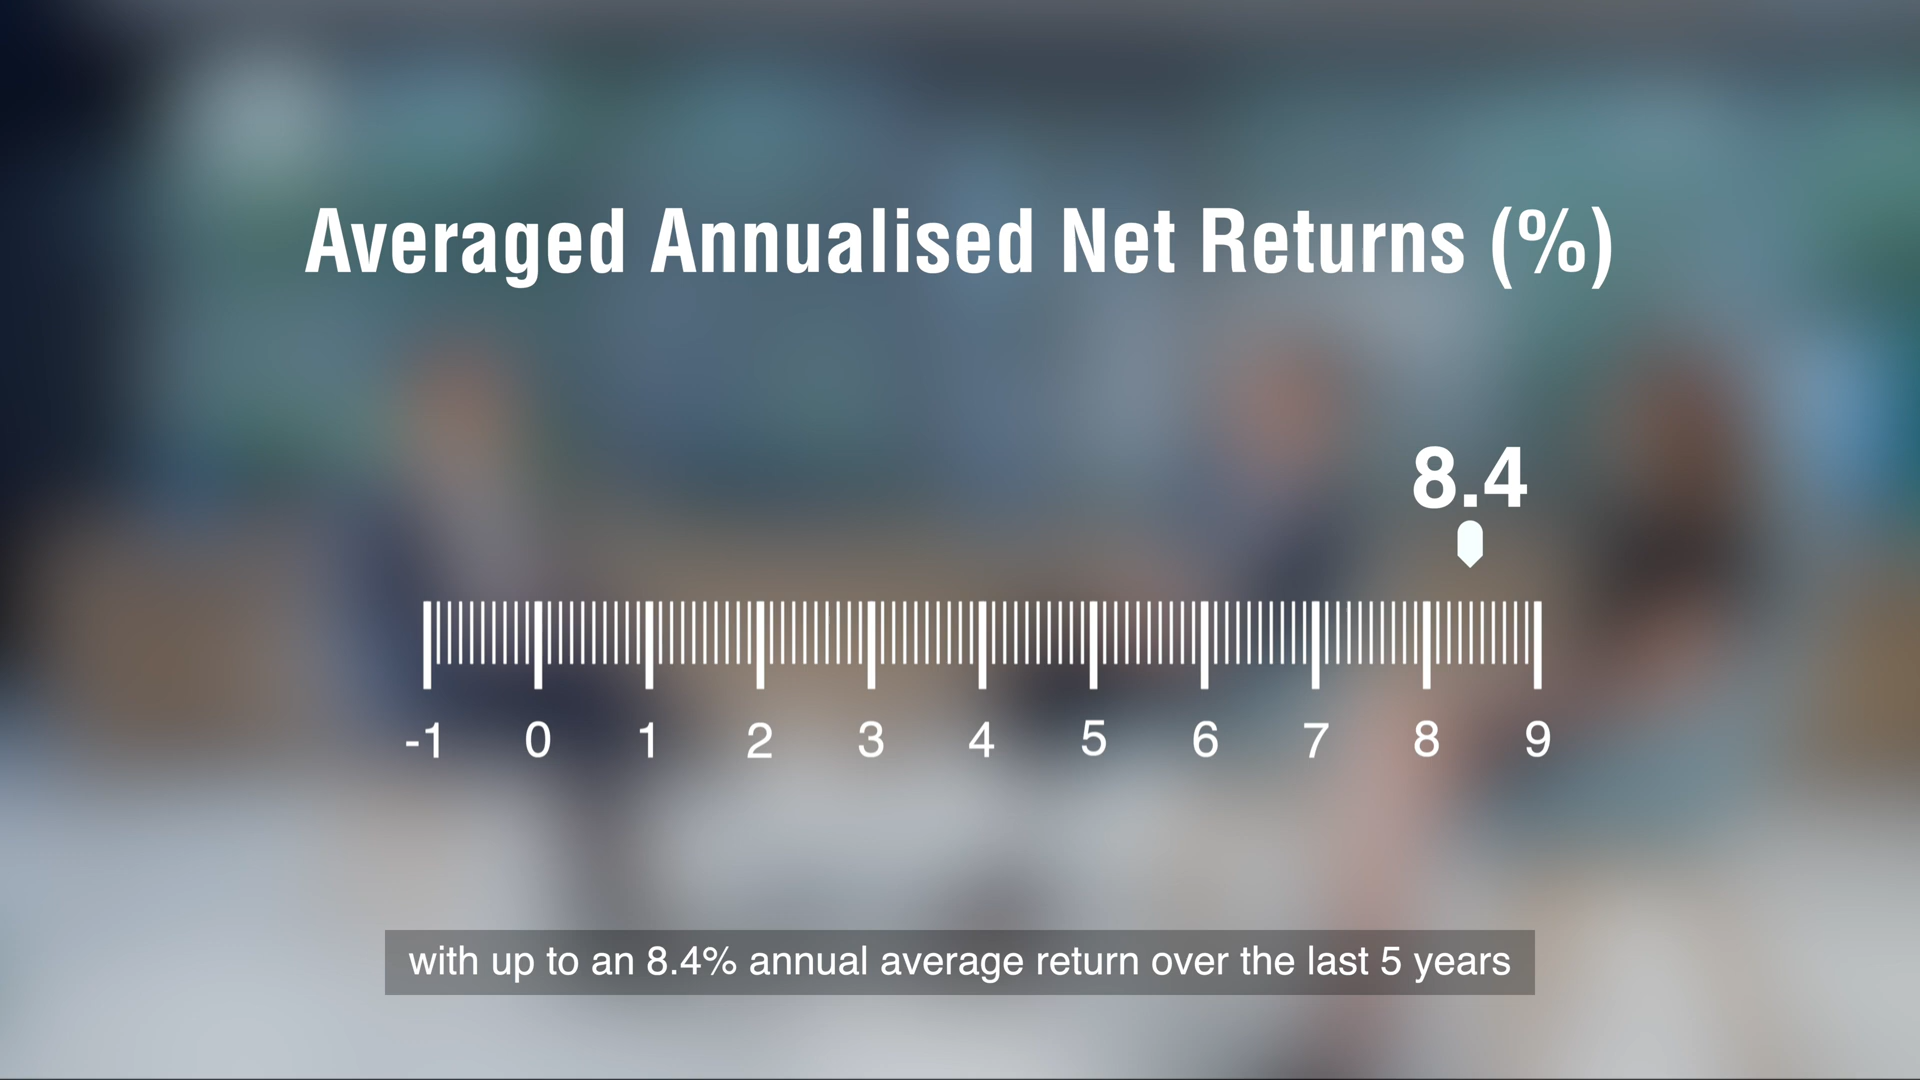 Averaged Annualised Net Returns (%)
8.4
-1 0 1 2 3 4 5 6 7 8 9
with up to an 8.4% annual average return over the last 5 years